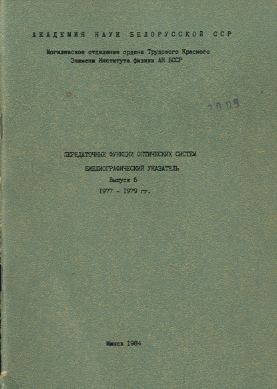 АКАДЕМИЯ НАУК БЕЛОРУССКОЙ ССР
Могилевское отделение ордена Трудового Красного
Знамени Института физики АН БССР
ПЕРЕДАТОЧНЫЕ ФУНКЦИИ ОПТИЧЕСКИХ СИСТЕМ
БИБЛИОГРАФИЧЕСКИЙ УКАЗАТЕЛЬ
Выпуск 6
1977 - 1979 гг.
Минск 1984